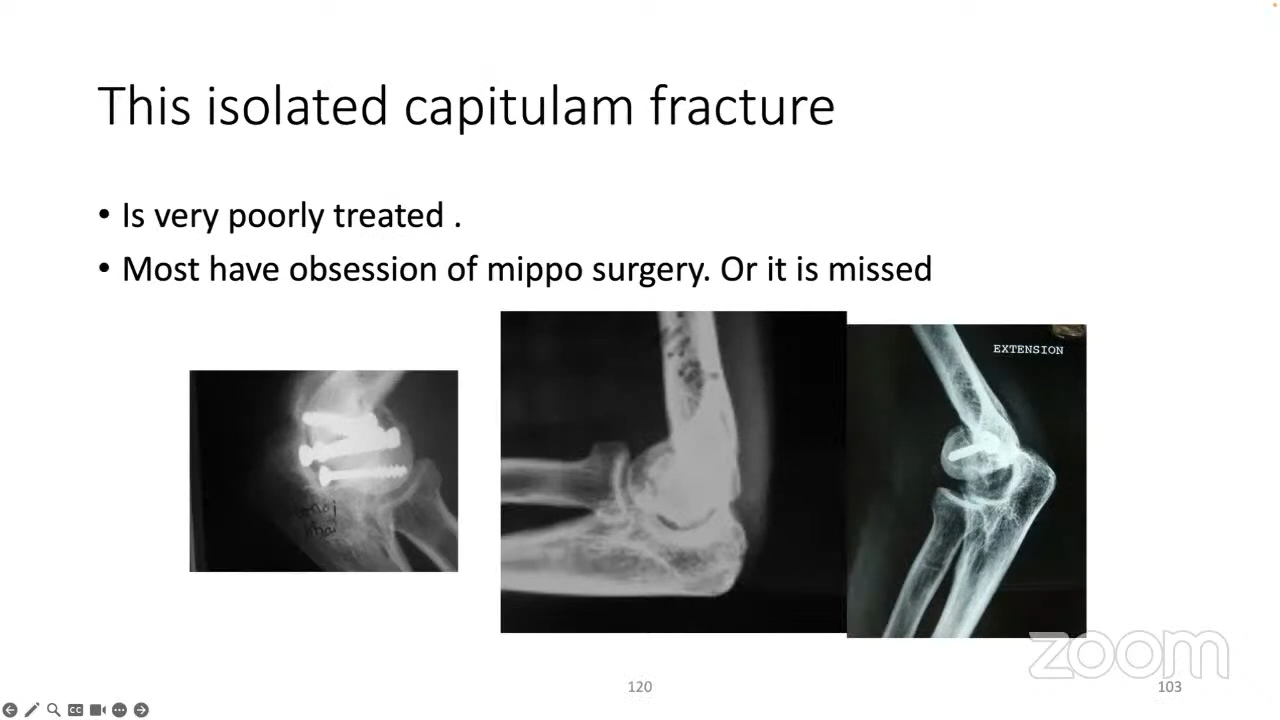 This isolated capitulam fracture
• Is very poorly treated .
• Most have obsession of mippo surgery. Or it is missed
EXTENSION
zoom
120
103
CC